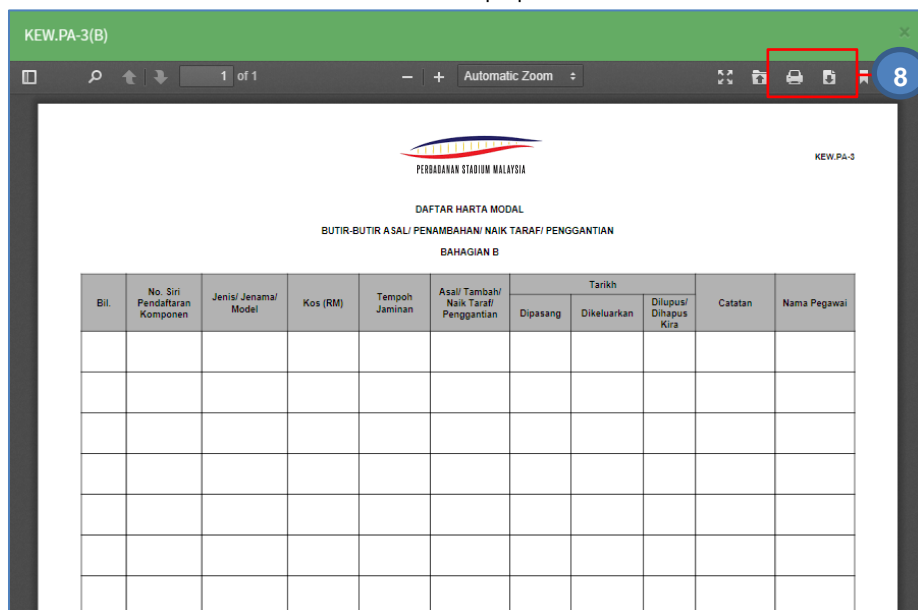 KEW.PA-3(B)
×
1 of 1
Automatic Zoom
8
PERBADANAN STADIUM MALAYSIA
KEW.PA-3
DAFTAR HARTA MODAL
BUTIR-BUTIR ASAL/ PENAMBAHAN/ NAIK TARAF/ PENGGANTIAN
BAHAGIAN B
Bil.
No. Siri
Pendaftaran
Komponen
Jenis/ Jenama/
Model
Kos (RM)
Tempoh
Jaminan
Asal/ Tambah/
Naik Taraf/
Penggantian
Tarikh
Dipasang
Dikeluarkan
Dilupus/
Dihapus
Kira
Catatan
Nama Pegawai